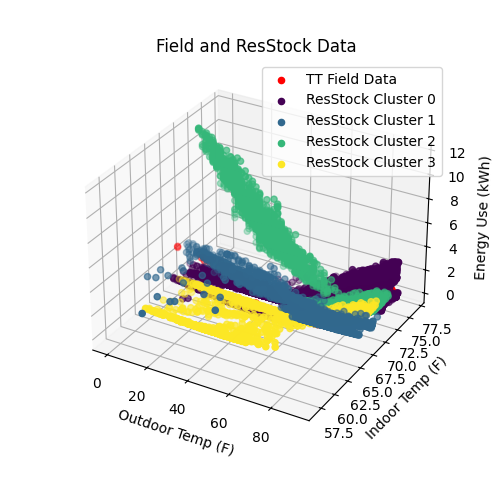 Field and ResStock Data
TT Field Data
ResStock Cluster 0
ResStock Cluster 1
ResStock Cluster 2
ResStock Cluster 3
12
10
8
6
4
2
0
Energy Use (kWh)
77.5
75.0
72.5
70.0
67.5
65.0
62.5
60.0
57.5
Indoor Temp (F)
0
20
40
60
80
Outdoor Temp (F)